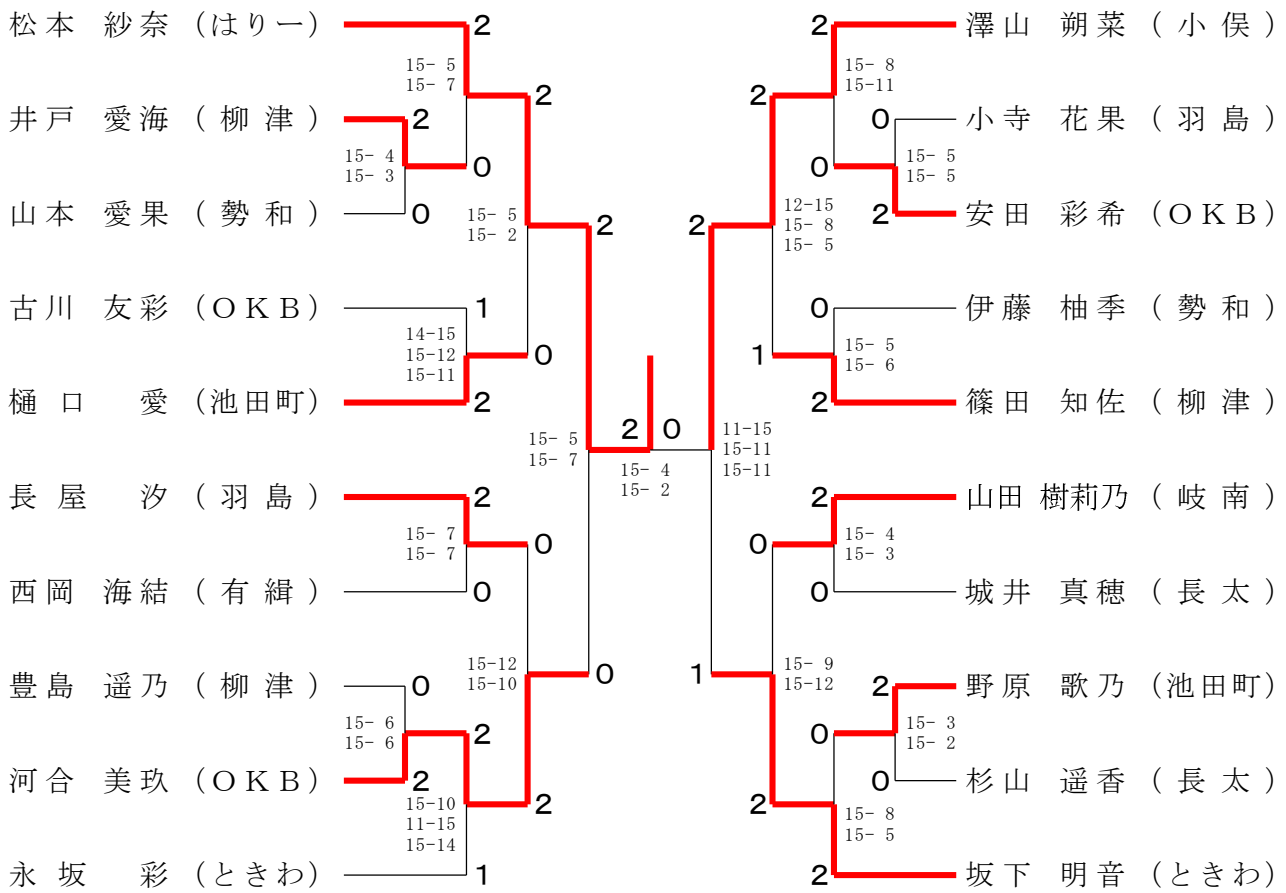 松本 紗奈 (はりー) 2 2 澤山 朔菜 ( 小 俣 )
15- 5 15- 8
15- 7 15-11
2 2
井戸 愛海 ( 柳 津 ) 2 0 小寺 花果 ( 羽 島 )
15- 4 15- 5
15- 3 15- 5
0 0
山本 愛果 ( 勢 和 ) 0 2 安田 彩希 (ＯＫＢ)
15- 5 12-15
15- 2 15- 8
15- 5
2 2
古川 友彩 (ＯＫＢ) 1 0 伊藤 柚季 ( 勢 和 )
14-15 15- 5
15-12 15- 6
15-11
0 1
樋口 愛 (池田町) 2 2 篠田 知佐 ( 柳 津 )
2 0
15- 5 11-15
15- 7 15-11
15-11
15- 4
15- 2
長屋 汐 ( 羽 島 ) 2 2 山田 樹莉乃 ( 岐 南 )
15- 7 15- 4
15- 7 15- 3
0 0
西岡 海結 ( 有 緝 ) 0 0 城井 真穂 ( 長 太 )
15-12 15- 9
15-10 15-12
0 1
豊島 遥乃 ( 柳 津 ) 0 2 野原 歌乃 (池田町)
15- 6 15- 3
15- 6 15- 2
2 0
河合 美玖 (ＯＫＢ) 2 0 杉山 遥香 ( 長 太 )
15-10 15- 8
11-15 15- 5
15-14
2 2
永坂 彩 (ときわ) 1 2 坂下 明音 (ときわ)